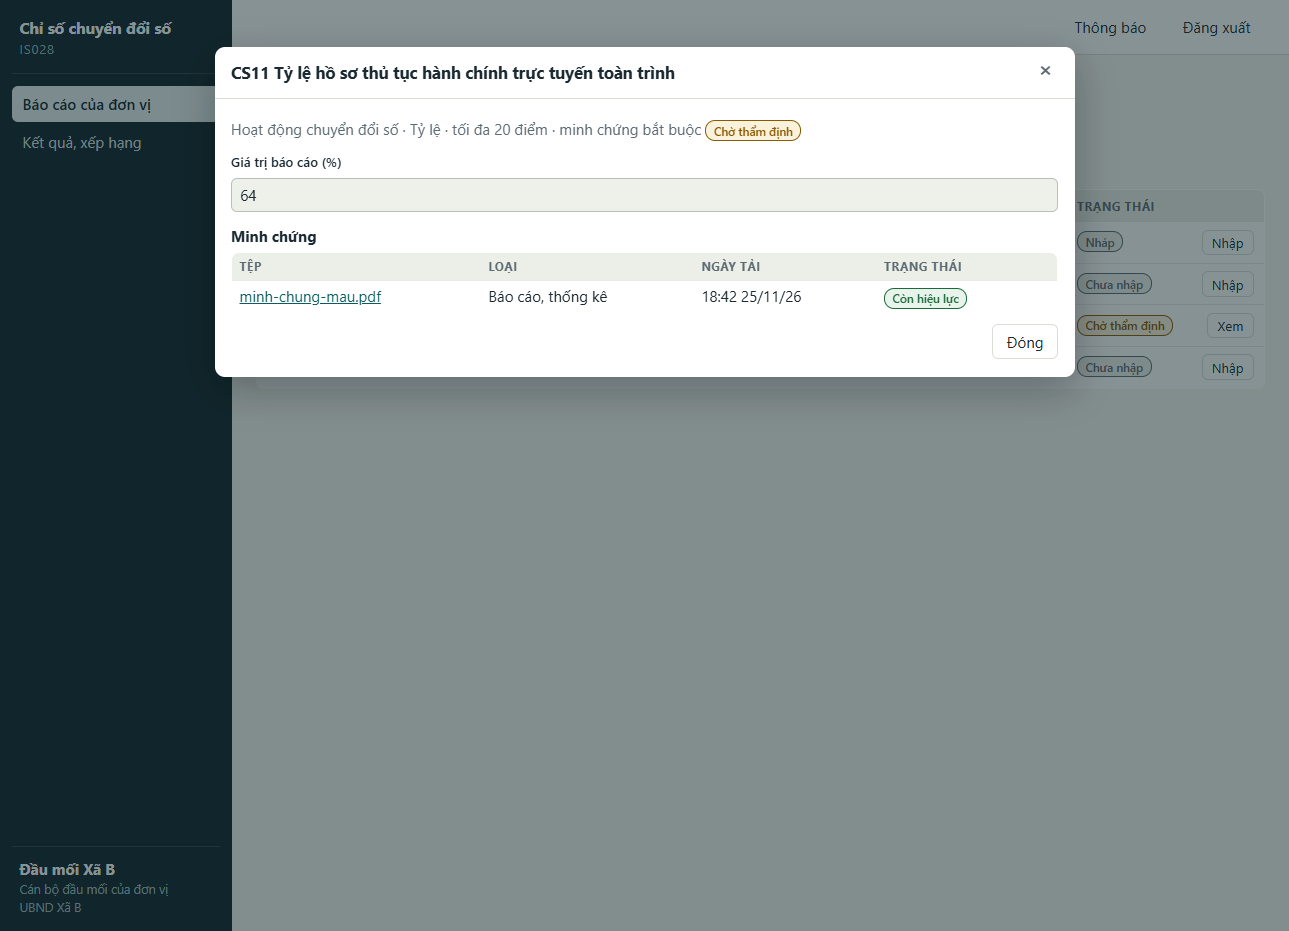 Chỉ số chuyển đổi số
IS028
Báo cáo của đơn vị
Kết quả, xếp hạng
Thông báo
Đăng xuất
CS11 Tỷ lệ hồ sơ thủ tục hành chính trực tuyến toàn trình
×
Hoạt động chuyển đổi số · Tỷ lệ · tối đa 20 điểm · minh chứng bắt buộc Chờ thẩm định
Giá trị báo cáo (%)
64
Minh chứng
TỆP LOẠI NGÀY TẢI TRẠNG THÁI
minh-chung-mau.pdf Báo cáo, thống kê 18:42 25/11/26 Còn hiệu lực
Đóng
TRẠNG THÁI
Nháp Nhập
Chưa nhập Nhập
Chờ thẩm định Xem
Chưa nhập Nhập
Đầu mối Xã B
Cán bộ đầu mối của đơn vị
UBND Xã B